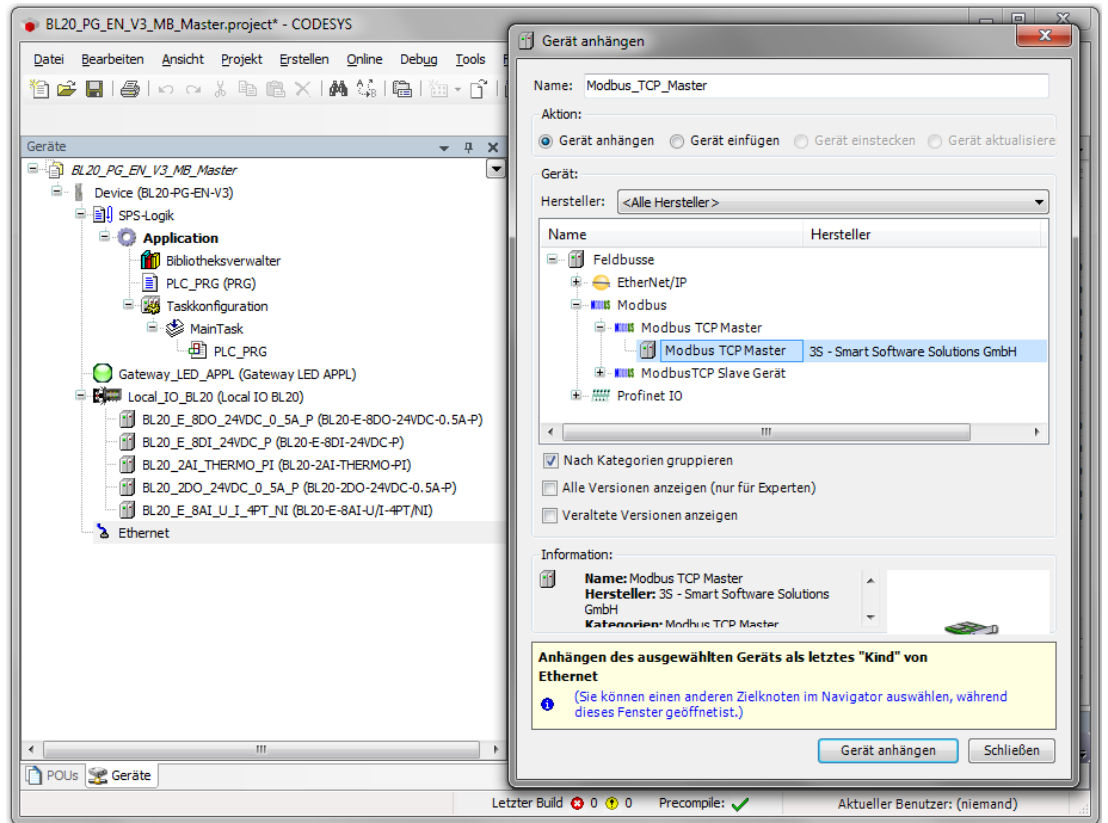 BL20_PG_EN_V3_MB_Master.project* - CODESYS
Datei Bearbeiten Ansicht Projekt Erstellen Online Debug Tools
Geräte
BL20_PG_EN_V3_MB_Master
Device (BL20-PG-EN-V3)
SPS-Logik
Application
Bibliotheksverwalter
PLC_PRG (PRG)
Taskkonfiguration
MainTask
PLC_PRG
Gateway_LED_APPL (Gateway LED APPL)
Local_IO_BL20 (Local IO BL20)
BL20_E_8DO_24VDC_0_5A_P (BL20-E-8DO-24VDC-0.5A-P)
BL20_E_8DI_24VDC_P (BL20-E-8DI-24VDC-P)
BL20_2AI_THERMO_PI (BL20-2AI-THERMO-PI)
BL20_2DO_24VDC_0_5A_P (BL20-2DO-24VDC-0.5A-P)
BL20_E_8AI_U_I_4PT_NI (BL20-E-8AI-U/I-4PT/NI)
Ethernet
POUs Geräte
Letzter Build 0 0 Precompile: Aktueller Benutzer: (niemand)
Gerät anhängen
Name: Modbus_TCP_Master
Aktion:
Gerät anhängen Gerät einfügen Gerät einstecken Gerät aktualisiere
Gerät:
Hersteller: <Alle Hersteller>
Name Hersteller
Feldbusse
EtherNet/IP
Modbus
Modbus TCP Master
Modbus TCP Master 3S - Smart Software Solutions GmbH
ModbusTCP Slave Gerät
Profinet IO
Nach Kategorien gruppieren
Alle Versionen anzeigen (nur für Experten)
Veraltete Versionen anzeigen
Information:
Name: Modbus TCP Master
Hersteller: 3S - Smart Software Solutions
GmbH
Kategorien: Modbus TCP Master
Anhängen des ausgewählten Geräts als letztes "Kind" von
Ethernet
(Sie können einen anderen Zielknoten im Navigator auswählen, während
dieses Fenster geöffnetist.)
Gerät anhängen Schließen